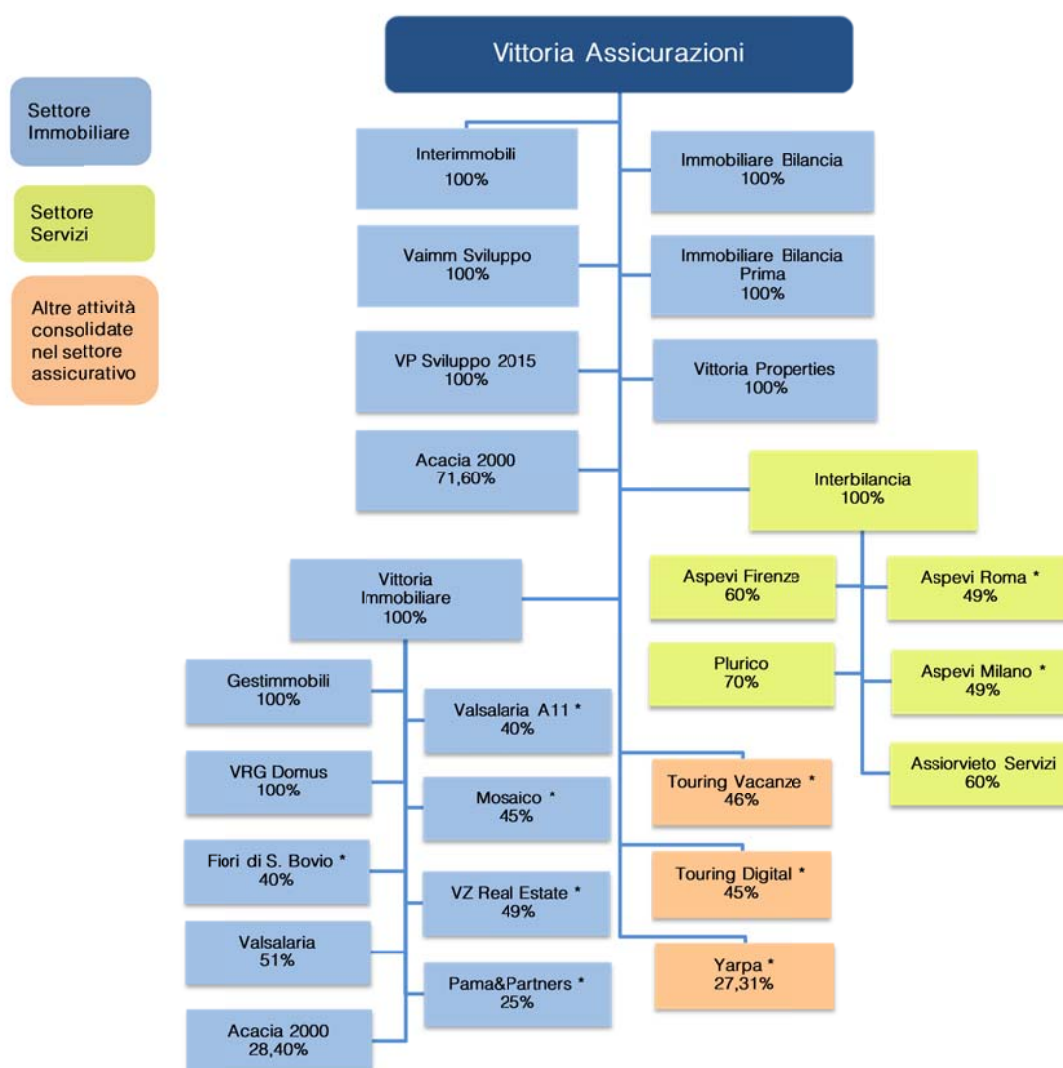 Vittoria Assicurazioni
Settore
Immobiliare
Settore
Servizi
Altre attività
consolidate
nel settore
assicurativo
Interimmobili
100%
Immobiliare Bilancia
100%
Vaimm Sviluppo
100%
Immobiliare Bilancia
Prima
100%
VP Sviluppo 2015
100%
Vittoria Properties
100%
Acacia 2000
71,60%
Interbilancia
100%
Aspevi Firenze
60%
Aspevi Roma *
49%
Plurico
70%
Aspevi Milano *
49%
Assiorvieto Servizi
60%
Vittoria
Immobiliare
100%
Gestimmobili
100%
Valsalaria A11 *
40%
VRG Domus
100%
Mosaico *
45%
Fiori di S. Bovio *
40%
VZ Real Estate *
49%
Valsalaria
51%
Pama&Partners *
25%
Acacia 2000
28,40%
Touring Vacanze *
46%
Touring Digital *
45%
Yarpa *
27,31%